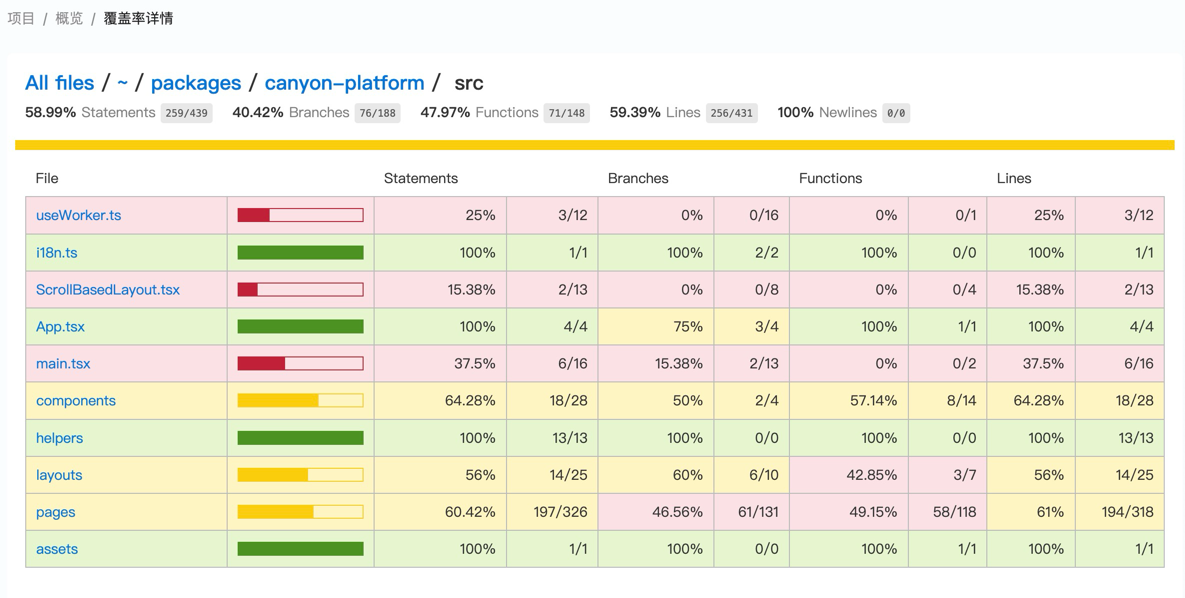 项目 / 概览 / 覆盖率详情
All files / ~ / packages / canyon-platform / src
58.99% Statements 259/439 40.42% Branches 76/188 47.97% Functions 71/148 59.39% Lines 256/431 100% Newlines 0/0
File Statements Branches Functions Lines
useWorker.ts 25% 3/12 0% 0/16 0% 0/1 25% 3/12
i18n.ts 100% 1/1 100% 2/2 100% 0/0 100% 1/1
ScrollBasedLayout.tsx 15.38% 2/13 0% 0/8 0% 0/4 15.38% 2/13
App.tsx 100% 4/4 75% 3/4 100% 1/1 100% 4/4
main.tsx 37.5% 6/16 15.38% 2/13 0% 0/2 37.5% 6/16
components 64.28% 18/28 50% 2/4 57.14% 8/14 64.28% 18/28
helpers 100% 13/13 100% 0/0 100% 0/0 100% 13/13
layouts 56% 14/25 60% 6/10 42.85% 3/7 56% 14/25
pages 60.42% 197/326 46.56% 61/131 49.15% 58/118 61% 194/318
assets 100% 1/1 100% 0/0 100% 1/1 100% 1/1